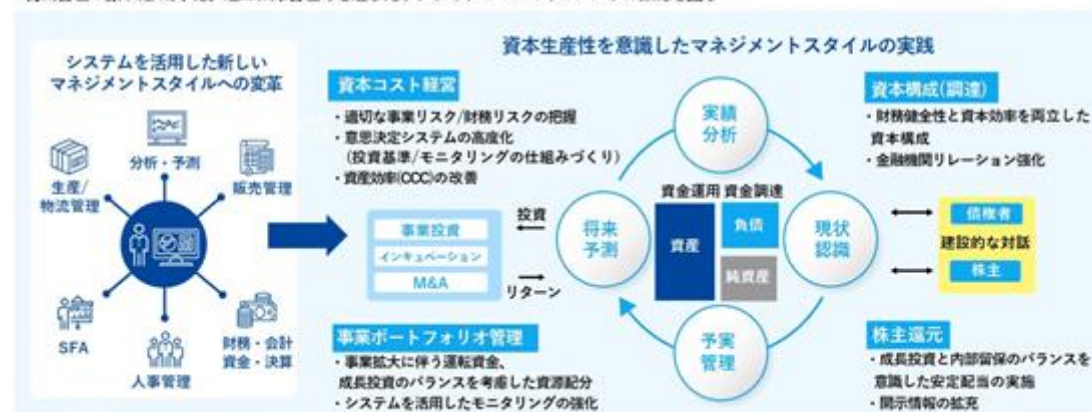 資本生産性を意識したマネジメントスタイルの実践
システムを活用した新しい
マネジメントスタイルへの変革
分析・予測
生産/
物流管理
販売管理
SFA
人事管理
財務・会計
資金・決算
資本コスト経営
・適切な事業リスク/財務リスクの把握
・意思決定システムの高度化
(投資基準/モニタリングの仕組みづくり)
・資産効率(CCC)の改善
事業投資
インキュベーション
M&A
投資
リターン
事業ポートフォリオ管理
・事業拡大に伴う運転資金、
成長投資のバランスを考慮した資源配分
・システムを活用したモニタリングの強化
実績
分析
将来
予測
資金運用 資金調達
資産
負債
純資産
現状
認識
予実
管理
資本構成(調達)
・財務健全性と資本効率を両立した
資本構成
・金融機関リレーション強化
債権者
建設的な対話
株主
株主還元
・成長投資と内部留保のバランスを
意識した安定配当の実施
・開示情報の拡充